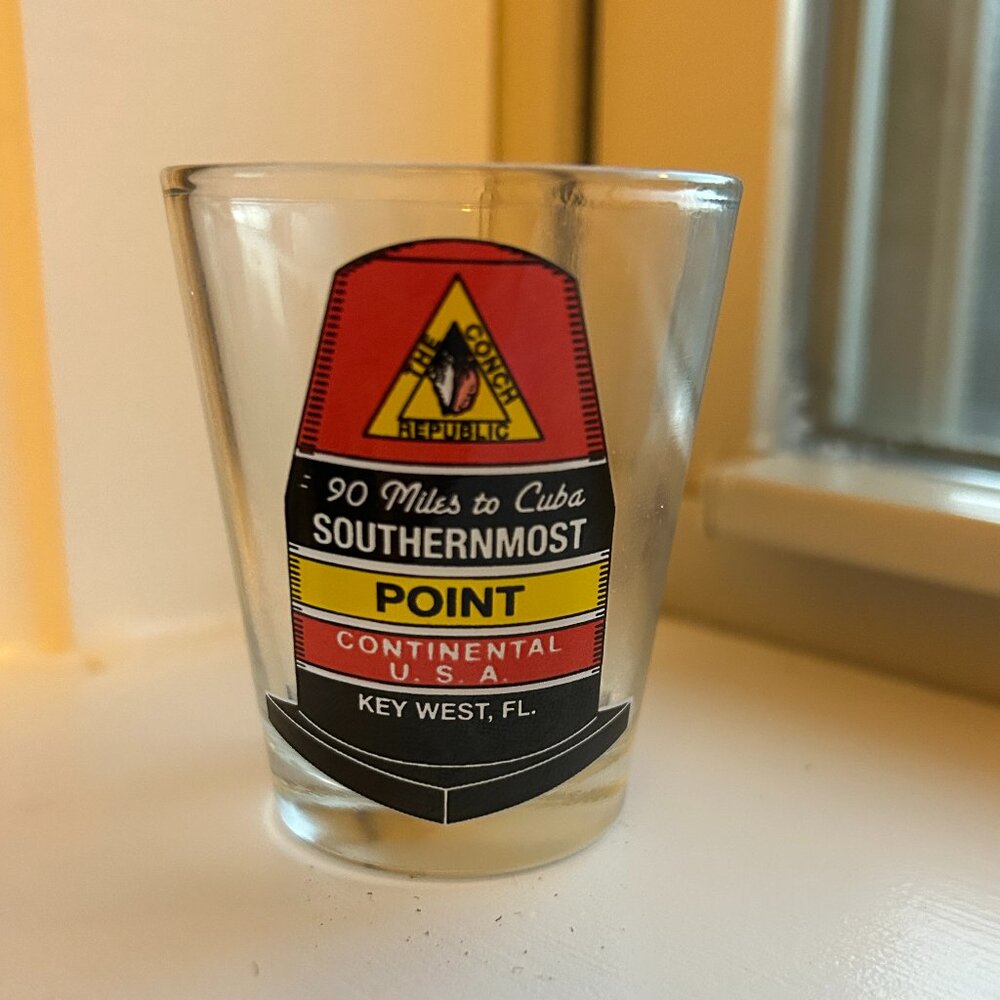 THE CONCH
REPUBLIC
90 Miles to Cuba
SOUTHERNMOST
POINT
CONTINENTAL
U. S. A.
KEY WEST, FL.